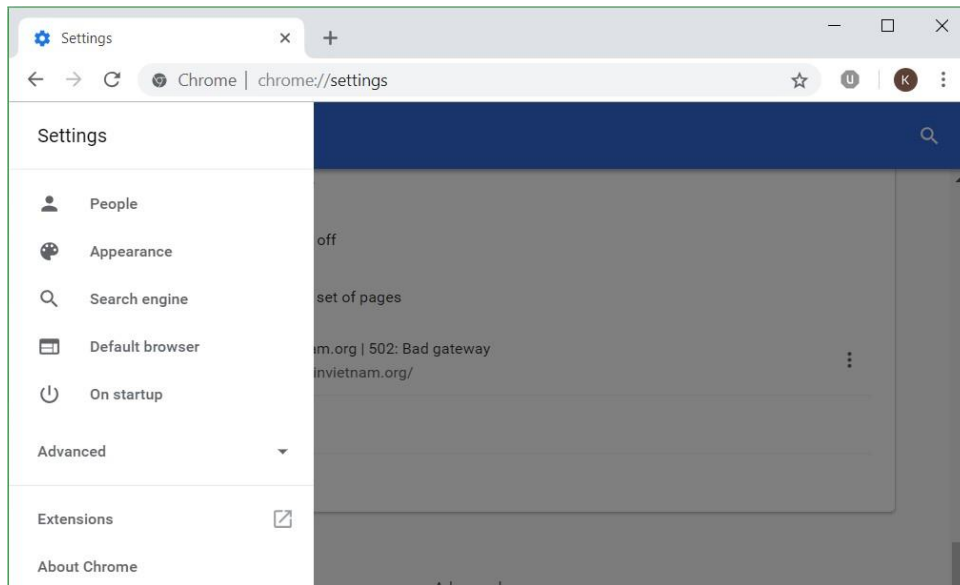 Settings
Chrome | chrome://settings
K
Settings
People
Appearance
off
Search engine
set of pages
Default browser
am.org | 502: Bad gateway
invietnam.org/
On startup
Advanced
Extensions
About Chrome